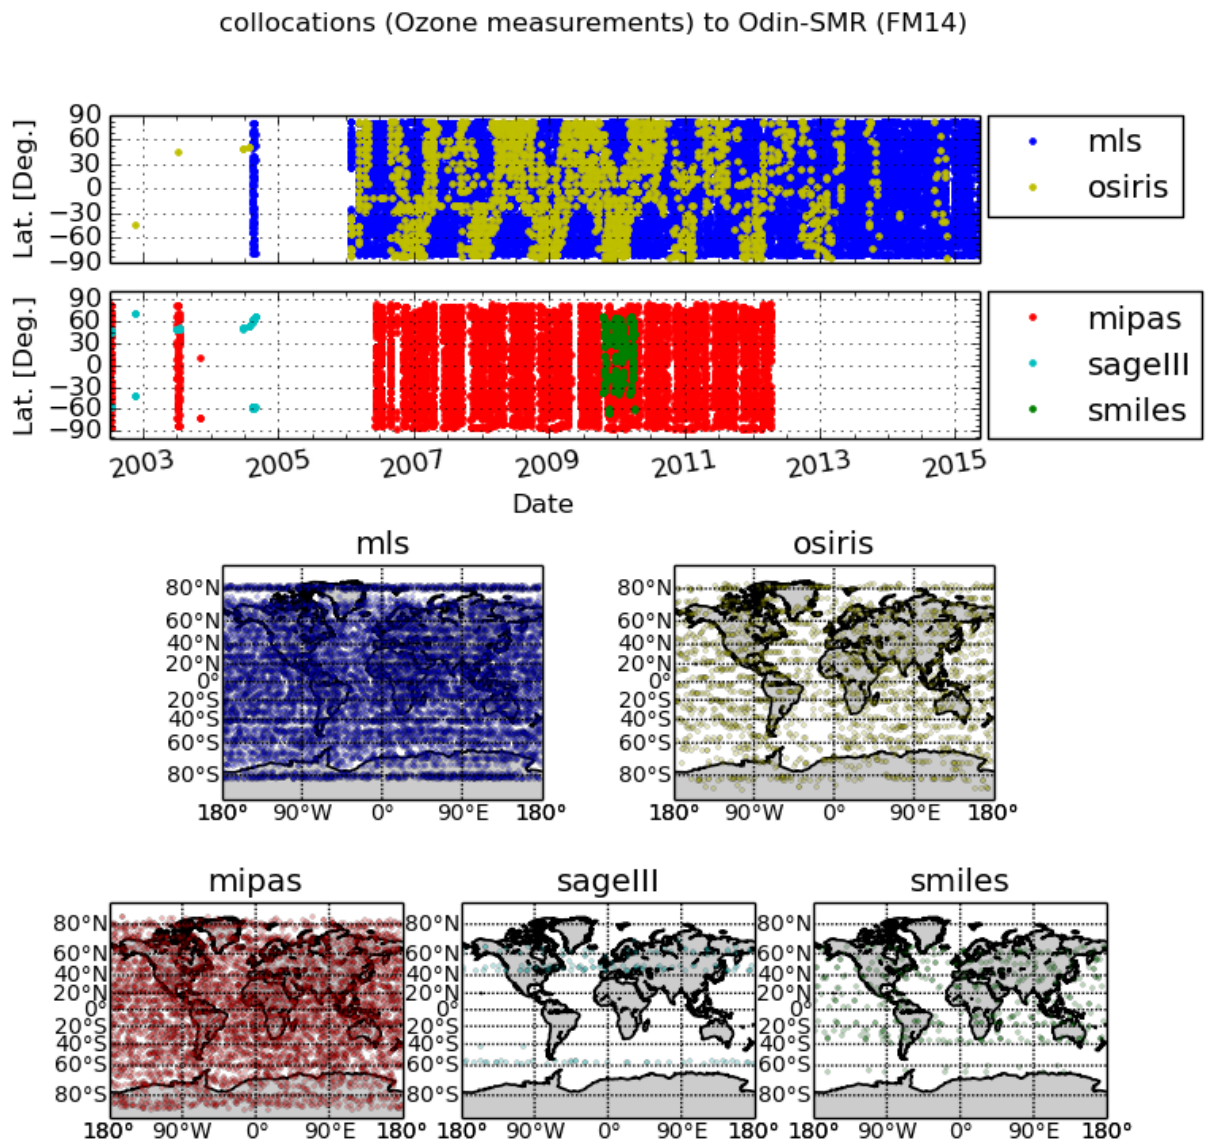 collocations (Ozone measurements) to Odin-SMR (FM14)
Lat. [Deg.]
90
60
30
0
−30
−60
−90
mls
osiris
Lat. [Deg.]
90
60
30
0
−30
−60
−90
mipas
sageIII
smiles
2003 2005 2007 2009 2011 2013 2015
Date
mls osiris
80°N 80°N
60°N 60°N
40°N 40°N
20°N 20°N
0° 0°
20°S 20°S
40°S 40°S
60°S 60°S
80°S 80°S
180° 90°W 0° 90°E 180° 180° 90°W 0° 90°E 180°
mipas sageIII smiles
80°N 80°N 80°N
60°N 60°N 60°N
40°N 40°N 40°N
20°N 20°N 20°N
0° 0° 0°
20°S 20°S 20°S
40°S 40°S 40°S
60°S 60°S 60°S
80°S 80°S 80°S
180° 90°W 0° 90°E 180° 90°W 0° 90°E 180° 90°W 0° 90°E 180°